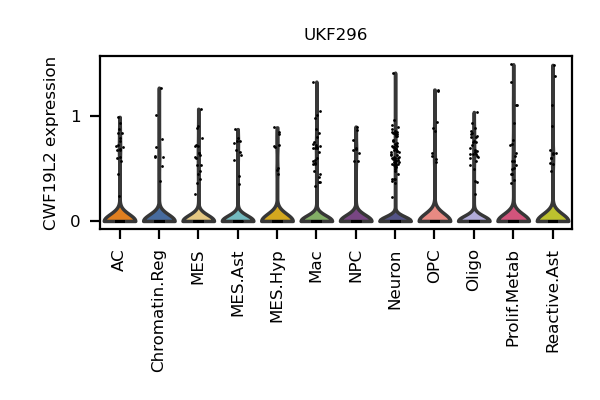 UKF296
CWF19L2 expression
1
0
AC
Chromatin.Reg
MES
MES.Ast
MES.Hyp
Mac
NPC
Neuron
OPC
Oligo
Prolif.Metab
Reactive.Ast